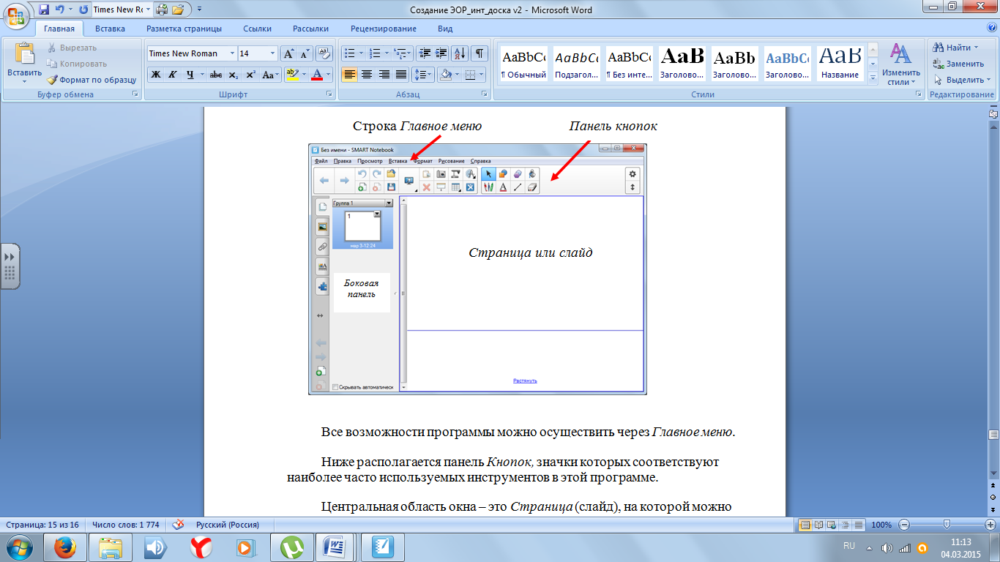 Times New Ro
Создание ЭОР_инт_доска v2 - Microsoft Word
Главная Вставка Разметка страницы Ссылки Рассылки Рецензирование Вид
Вставить
Вырезать
Копировать
Формат по образцу
Буфер обмена
Times New Roman 14
Ж К Ч abc x₂ x² Aa
Шрифт
Абзац
AaBbCc AaBbCc AaBbCc AaB AaBb AaBbCc AaB
¶ Обычный Подзагол... ¶ Без инте... Заголово... Заголово... Заголово... Название
Изменить
стили
Стили
Найти
Заменить
Выделить
Редактирование
Строка Главное меню Панель кнопок
Без имени - SMART Notebook
Файл Правка Просмотр Вставка Формат Рисование Справка
Группа 1
1
мар 3-12:24
Страница или слайд
Боковая
панель
Растянуть
Скрывать автоматическ
Все возможности программы можно осуществить через Главное меню.
Ниже располагается панель Кнопок, значки которых соответствуют
наиболее часто используемых инструментов в этой программе.
Центральная область окна – это Страница (слайд), на которой можно
Страница: 15 из 16 Число слов: 1 774 Русский (Россия) 100%
RU 11:13
04.03.2015